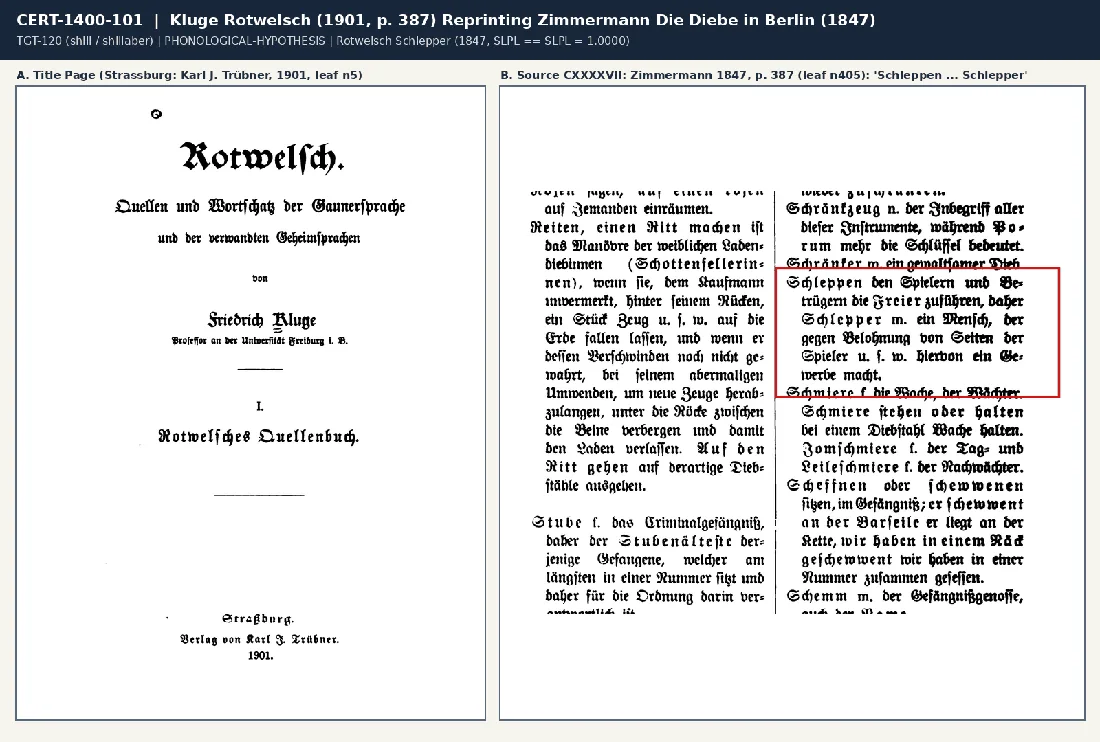 CERT-1400-101 | Kluge Rotwelsch (1901, p. 387) Reprinting Zimmermann Die Diebe in Berlin (1847)
TGT-120 (shill / shillaber) | PHONOLOGICAL-HYPOTHESIS | Rotwelsch Schlepper (1847, SLPL == SLPL = 1.0000)
A. Title Page (Strassburg: Karl J. Trübner, 1901, leaf n5)
Rotwelſch.
Quellen und Wortſchatz der Gaunerſprache
und der verwandten Geheimſprachen
von
Friedrich Kluge
Profeſſor an der Univerſität Freiburg i. B.
I.
Rotwelſches Quellenbuch.
Straßburg.
Verlag von Karl J. Trübner.
1901.
B. Source CXXXXVII: Zimmermann 1847, p. 387 (leaf n405): 'Schleppen ... Schlepper'
auf Jemanden einräumen.
Reiten, einen Ritt machen iſt
das Manövre der weiblichen Laden-
diebinnen (Schottenfellerin-
nen), wenn ſie, dem Kaufmann
unvermerkt, hinter ſeinem Rücken,
ein Stück Zeug u. ſ. w. auf die
Erde fallen laſſen, und wenn er
deſſen Verſchwinden noch nicht ge-
wahrt, bei ſeinem abermaligen
Umwenden, um neue Zeuge herab-
zulangen, unter die Röcke zwiſchen
die Beine verbergen und damit
den Laden verlaſſen. Auf den
Ritt gehen auf derartige Dieb-
ſtähle ausgehen.
Stube f. das Criminalgefängniß,
daher der Stubenälteſte der-
jenige Gefangene, welcher am
längſten in einer Nummer ſitzt und
daher für die Ordnung darin ver-
antwortlich iſt.
Schränkzeug n. der Inbegriff aller
dieſer Inſtrumente, während Po-
rum mehr die Schlüſſel bedeutet.
Schränker m. ein gewaltſamer Dieb
Schleppen den Spielern und Be-
trügern die Freier zuführen, daher
Schlepper m. ein Menſch, der
gegen Belohnung von Seiten der
Spieler u. ſ. w. hiervon ein Ge-
werbe macht.
Schmiere f. die Wache, der Wächter.
Schmiere ſtehen oder halten
bei einem Diebſtahl Wache halten.
Jomſchmiere f. der Tag- und
Leileſchmiere f. der Nachwächter.
Scheffnen oder ſchewwenen
ſitzen, im Gefängniß; er ſchewwent
an der Barſeile er liegt an der
Kette, wir haben in einem Räck
geſchewwent wir haben in einer
Nummer zuſammen geſeſſen.
Schemm m. der Gefängnißgenoſſe,